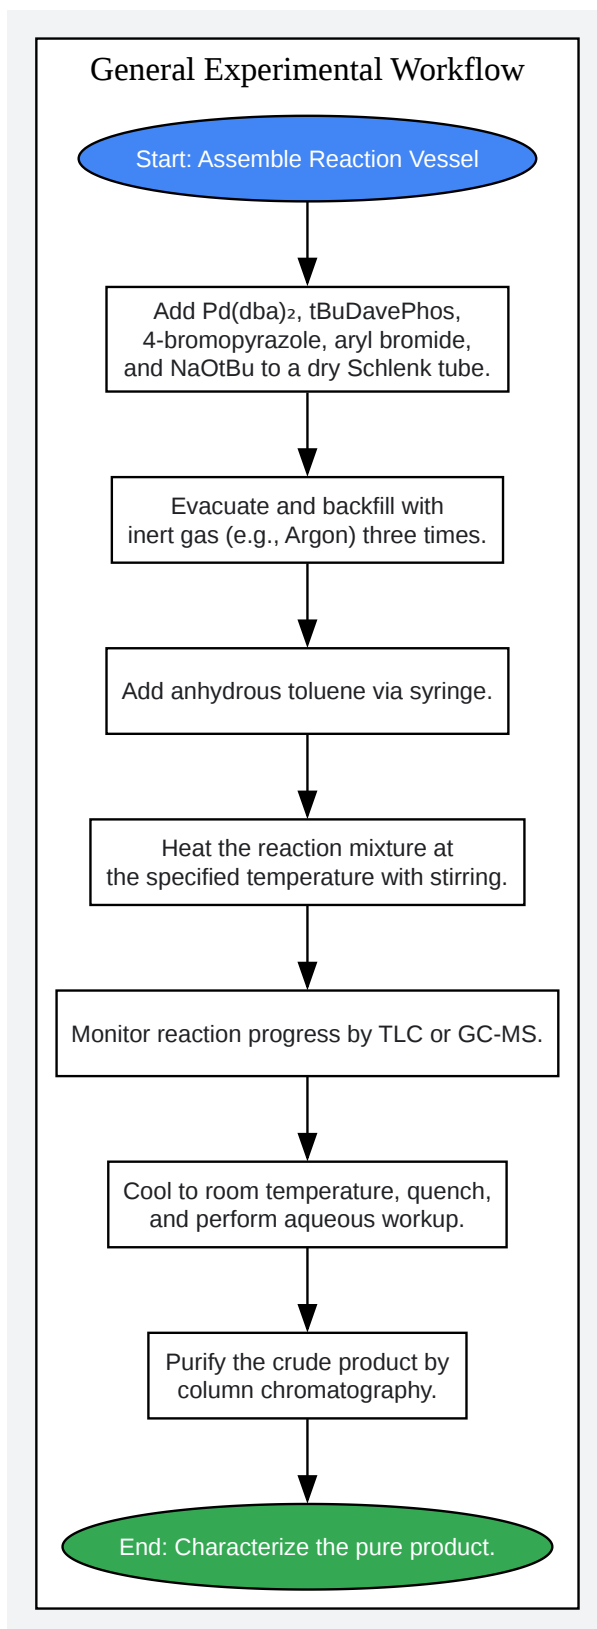 General Experimental Workflow
Start: Assemble Reaction Vessel
Add Pd(dba)₂, tBuDavePhos,
4-bromopyrazole, aryl bromide,
and NaOtBu to a dry Schlenk tube.
Evacuate and backfill with
inert gas (e.g., Argon) three times.
Add anhydrous toluene via syringe.
Heat the reaction mixture at
the specified temperature with stirring.
Monitor reaction progress by TLC or GC-MS.
Cool to room temperature, quench,
and perform aqueous workup.
Purify the crude product by
column chromatography.
End: Characterize the pure product.